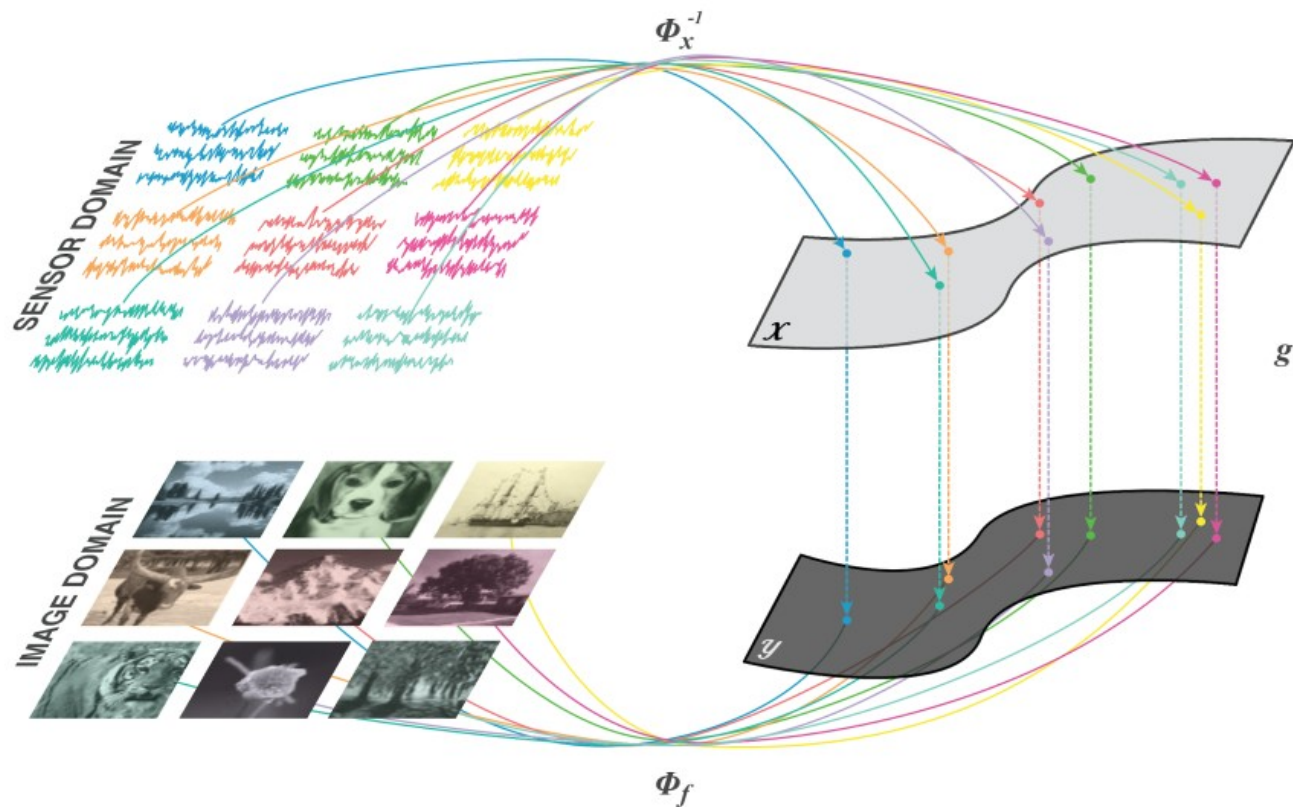 Φx⁻¹
SENSOR DOMAIN
x
g
IMAGE DOMAIN
y
Φf